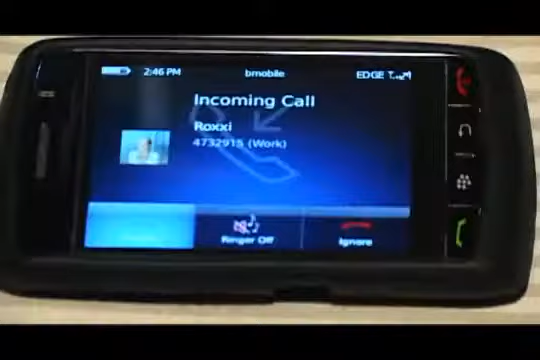 2:46 PM bmobile EDGE
Incoming Call
Roxxi
4732915 (Work)
Ringer Off Ignore